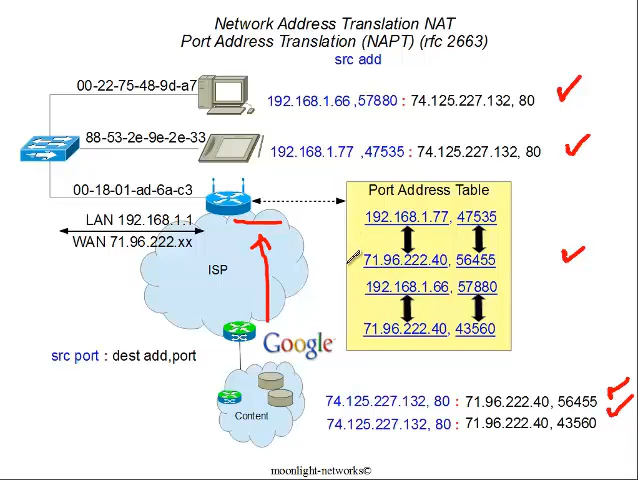 Network Address Translation NAT
Port Address Translation (NAPT) (rfc 2663)
src add
00-22-75-48-9d-a7
192.168.1.66 ,57880 : 74.125.227.132, 80
88-53-2e-9e-2e-33
192.168.1.77 ,47535 : 74.125.227.132, 80
00-18-01-ad-6a-c3
Port Address Table
192.168.1.77, 47535
LAN 192.168.1.1
WAN 71.96.222.xx
71.96.222.40, 56455
ISP
192.168.1.66, 57880
71.96.222.40, 43560
Google
src port : dest add,port
74.125.227.132, 80 : 71.96.222.40, 56455
Content
74.125.227.132, 80 : 71.96.222.40, 43560
moonlight-networks©